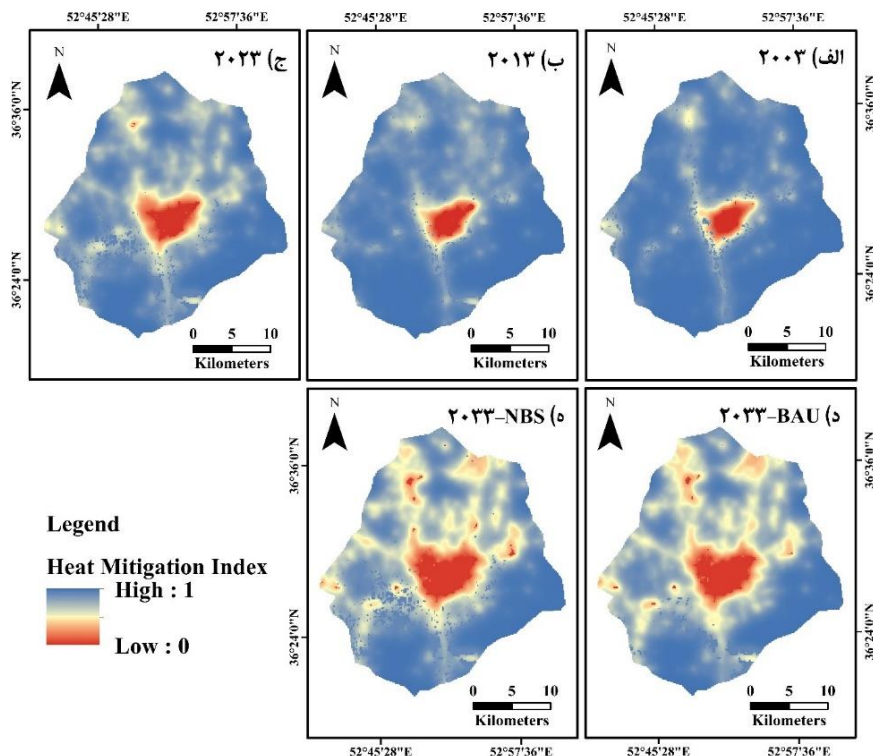 52°45'28"E 52°57'36"E 52°45'28"E 52°57'36"E 52°45'28"E 52°57'36"E
36°36'0"N
36°24'0"N
N
ج) ۲۰۲۳
0 5 10
Kilometers
N
ب) ۲۰۱۳
0 5 10
Kilometers
N
الف) ۲۰۰۳
0 5 10
Kilometers
36°36'0"N
36°24'0"N
36°36'0"N
36°24'0"N
N
ه) ۲۰۳۳-NBS
0 5 10
Kilometers
N
د) ۲۰۳۳-BAU
0 5 10
Kilometers
36°36'0"N
36°24'0"N
52°45'28"E 52°57'36"E 52°45'28"E 52°57'36"E
Legend
Heat Mitigation Index
High : 1
Low : 0